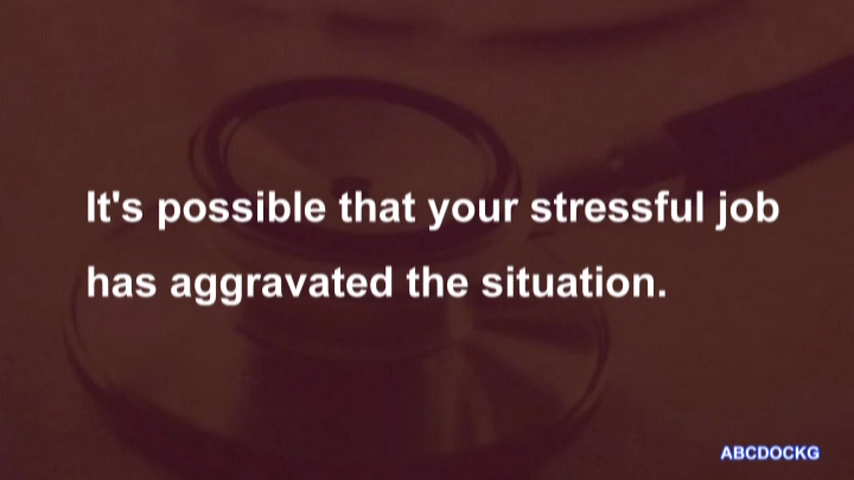 It's possible that your stressful job
has aggravated the situation.
ABCDOCKG